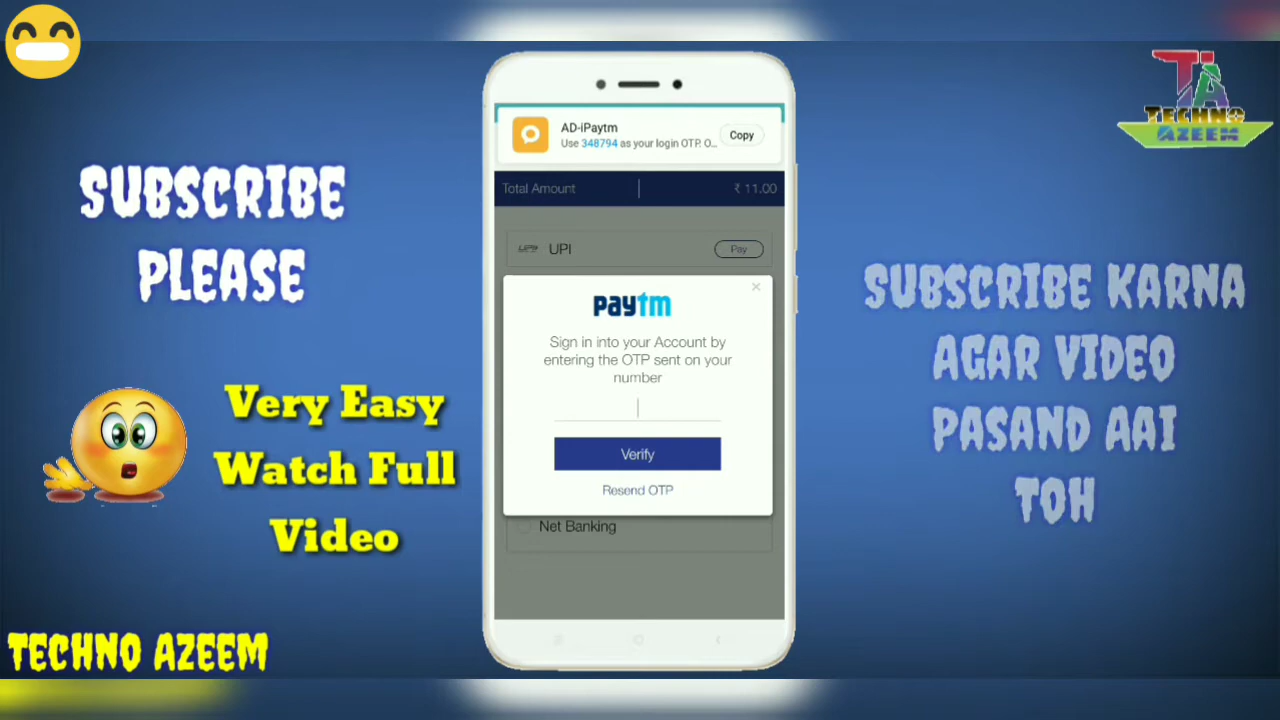 TA
TECHNO
AZEEM
SUBSCRIBE
PLEASE
Very Easy
Watch Full
Video
TECHNO AZEEM
AD-iPaytm
Use 348794 as your login OTP. O...
Copy
Total Amount
₹ 11.00
UPI
UPI
Pay
×
paytm
Sign in into your Account by
entering the OTP sent on your
number
Verify
Resend OTP
Net Banking
SUBSCRIBE KARNA
AGAR VIDEO
PASAND AAI
TOH